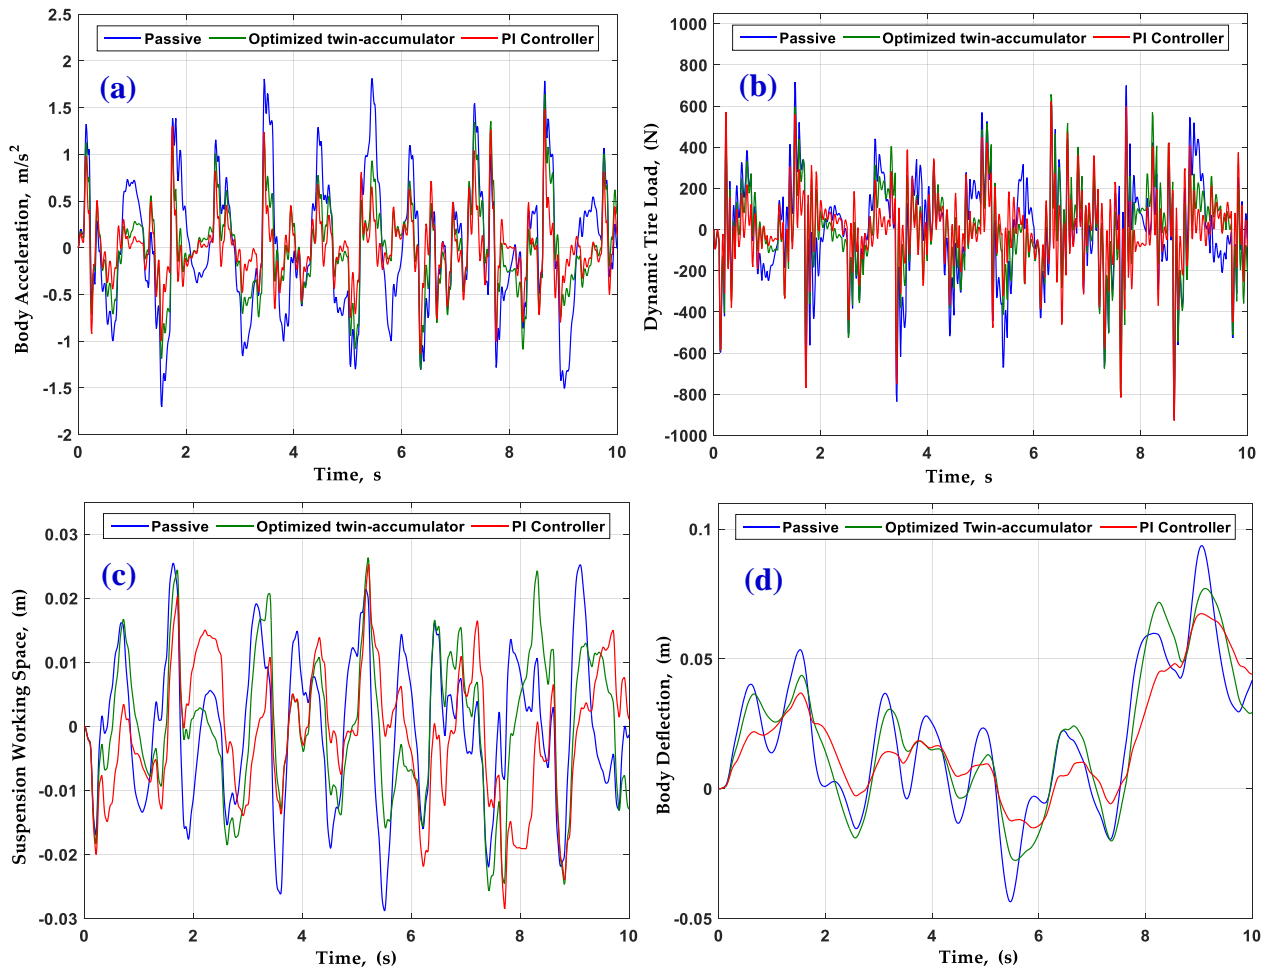 Passive Optimized twin-accumulator PI Controller
(a)
2.5
2
1.5
1
0.5
0
-0.5
-1
-1.5
-2
Body Acceleration, m/s²
0 2 4 6 8 10
Time, s
Passive Optimized twin-accumulator PI Controller
(b)
1000
800
600
400
200
0
-200
-400
-600
-800
-1000
Dynamic Tire Load, (N)
0 2 4 6 8 10
Time, s
Passive Optimized twin-accumulator PI Controller
(c)
0.03
0.02
0.01
0
-0.01
-0.02
-0.03
Suspension Working Space, (m)
0 2 4 6 8 10
Time, (s)
Passive Optimized Twin-accumulator PI Controller
(d)
0.1
0.05
0
-0.05
Body Deflection, (m)
0 2 4 6 8 10
Time, (s)